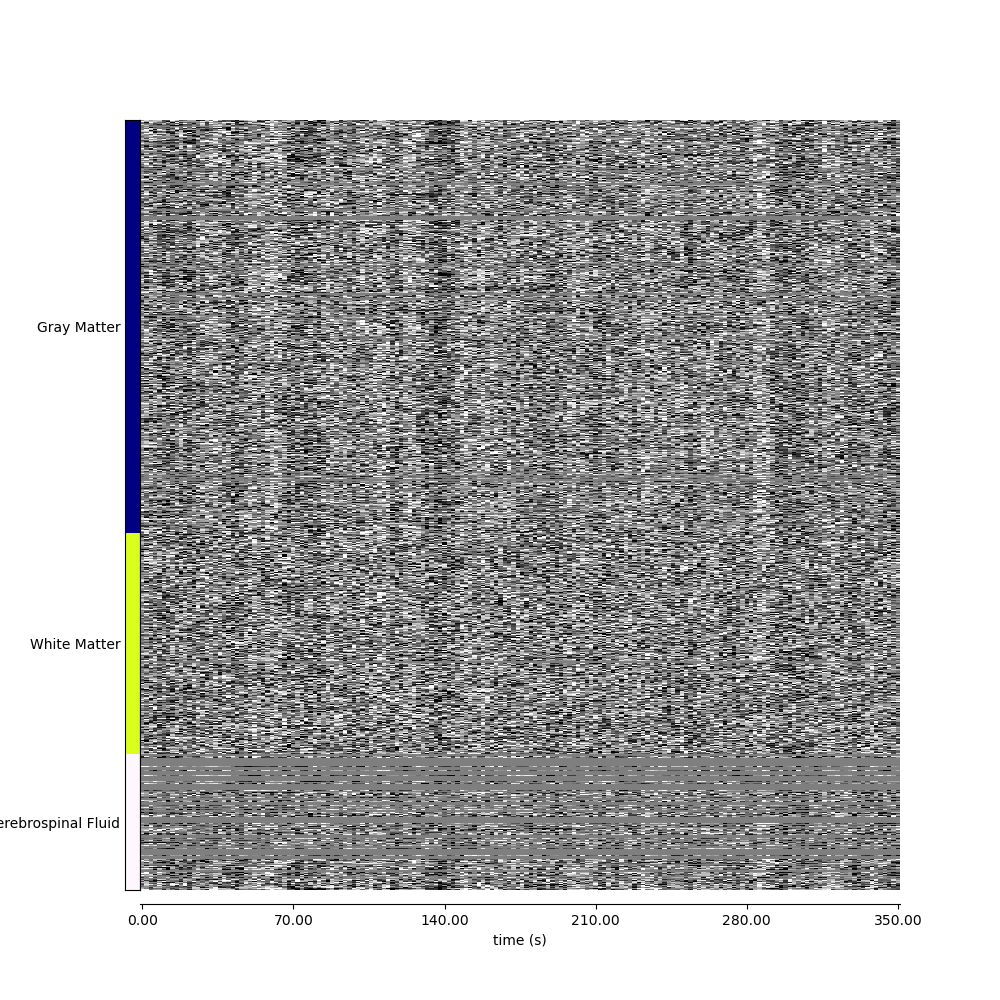 Gray Matter
White Matter
erebrospinal Fluid
0.00 70.00 140.00 210.00 280.00 350.00
time (s)